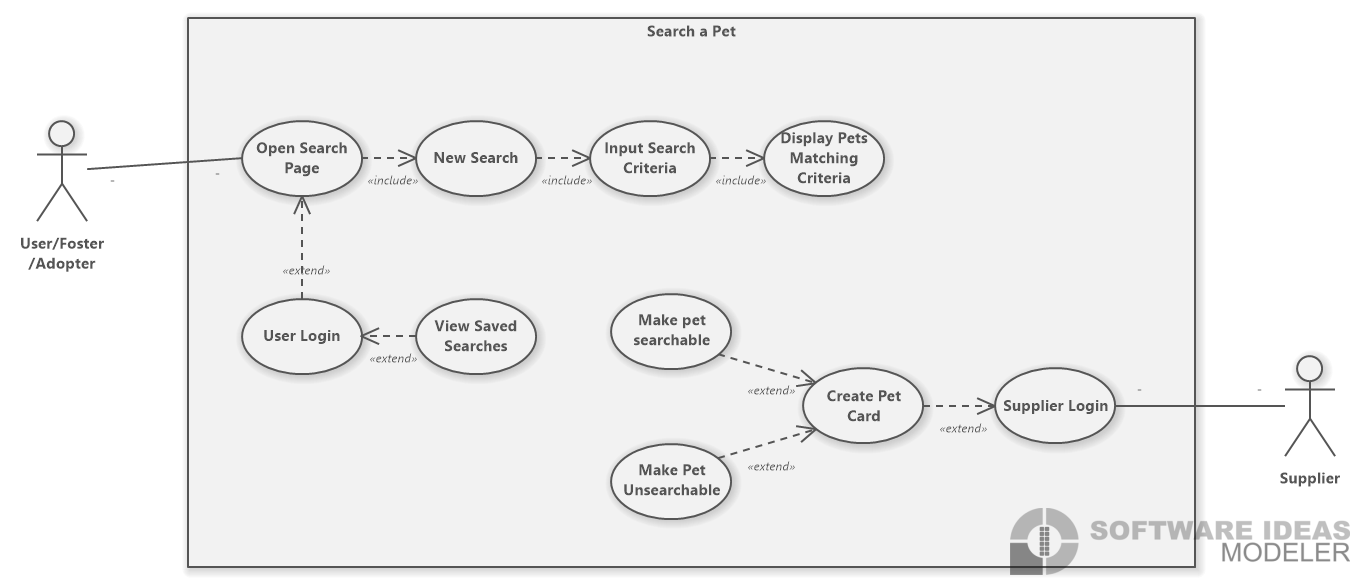 Search a Pet
Open Search
Page
New Search
Input Search
Criteria
Display Pets
Matching
Criteria
«include»
«include»
«include»
-
-
User/Foster
/Adopter
«extend»
User Login
View Saved
Searches
«extend»
Make pet
searchable
«extend»
Create Pet
Card
Supplier Login
-
-
«extend»
Make Pet
Unsearchable
«extend»
Supplier
SOFTWARE IDEAS
MODELER